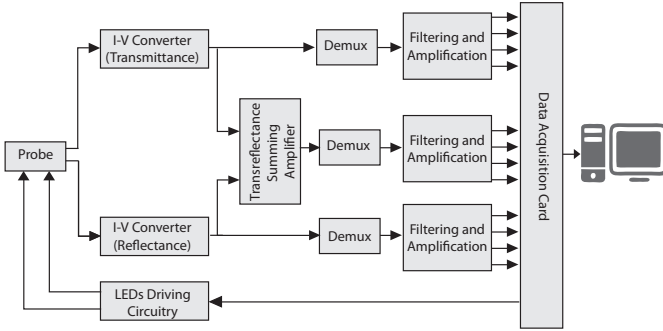 I-V Converter
(Transmittance)
Demux
Filtering and
Amplification
Probe
Transreflectance
Summing
Amplifier
Demux
Filtering and
Amplification
Data Acquisition Card
I-V Converter
(Reflectance)
Demux
Filtering and
Amplification
LEDs Driving
Circuitry